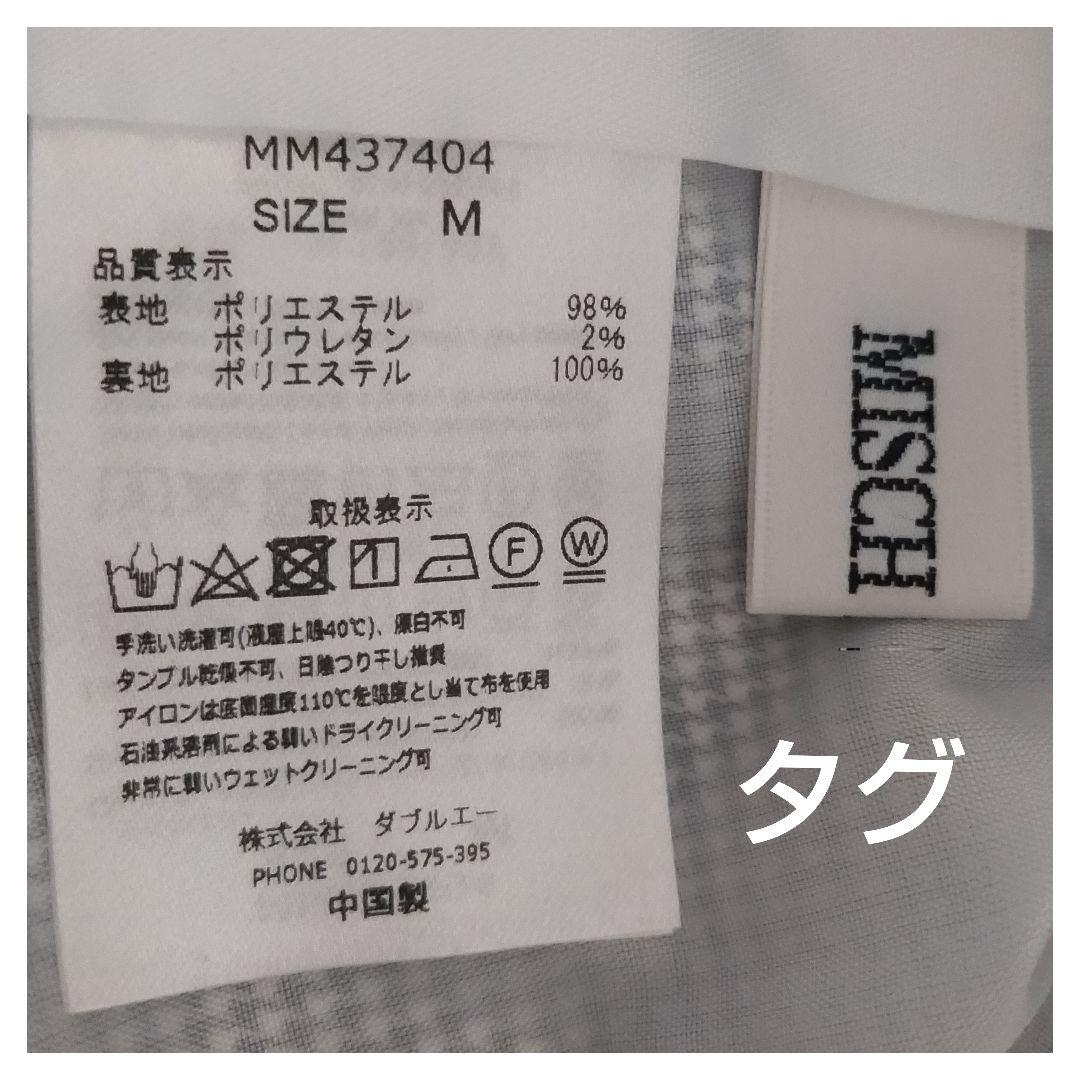 MM437404
SIZE M
品質表示
表地 ポリエステル 98%
ポリウレタン 2%
裏地 ポリエステル 100%
取扱表示
F W
手洗い洗濯可(液温上限40℃)、漂白不可
タンブル乾燥不可、日陰つり干し推奨
アイロンは底面温度110℃を限度とし当て布を使用
石油系溶剤による弱いドライクリーニング可
非常に弱いウェットクリーニング可
株式会社 ダブルエー
PHONE 0120-575-395
中国製
MISCH
タグ